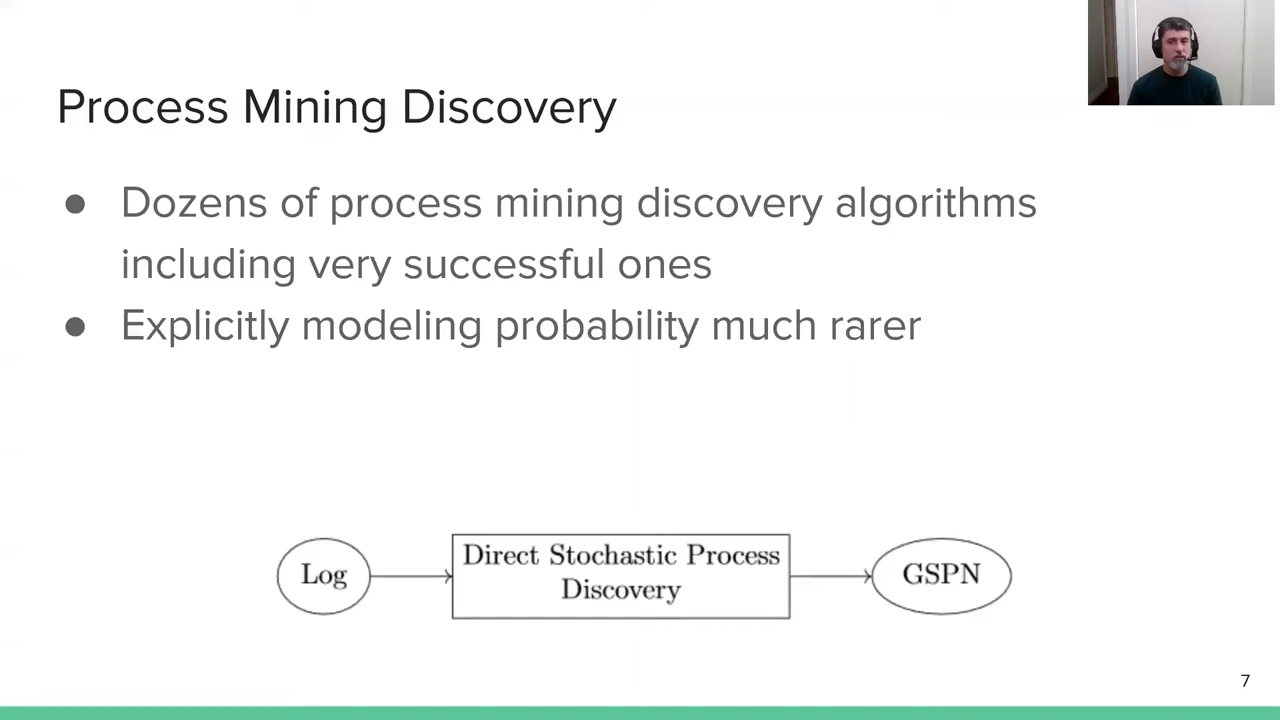 Process Mining Discovery
● Dozens of process mining discovery algorithms
including very successful ones
● Explicitly modeling probability much rarer
Log
Direct Stochastic Process
Discovery
GSPN
7